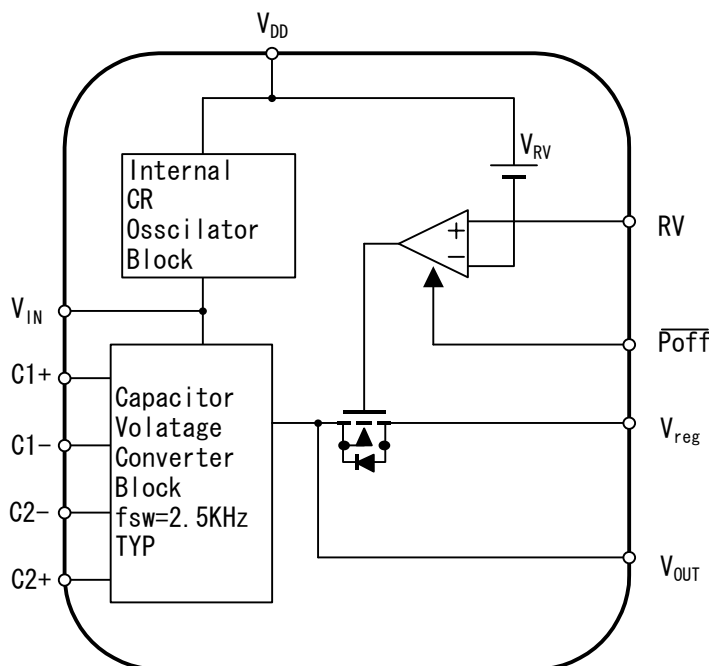 VDD
Internal
CR
Osscilator
Block
VRV
+
−
RV
VIN
Poff
C1+
C1−
C2−
C2+
Capacitor
Volatage
Converter
Block
fsw=2.5KHz
TYP
Vreg
VOUT